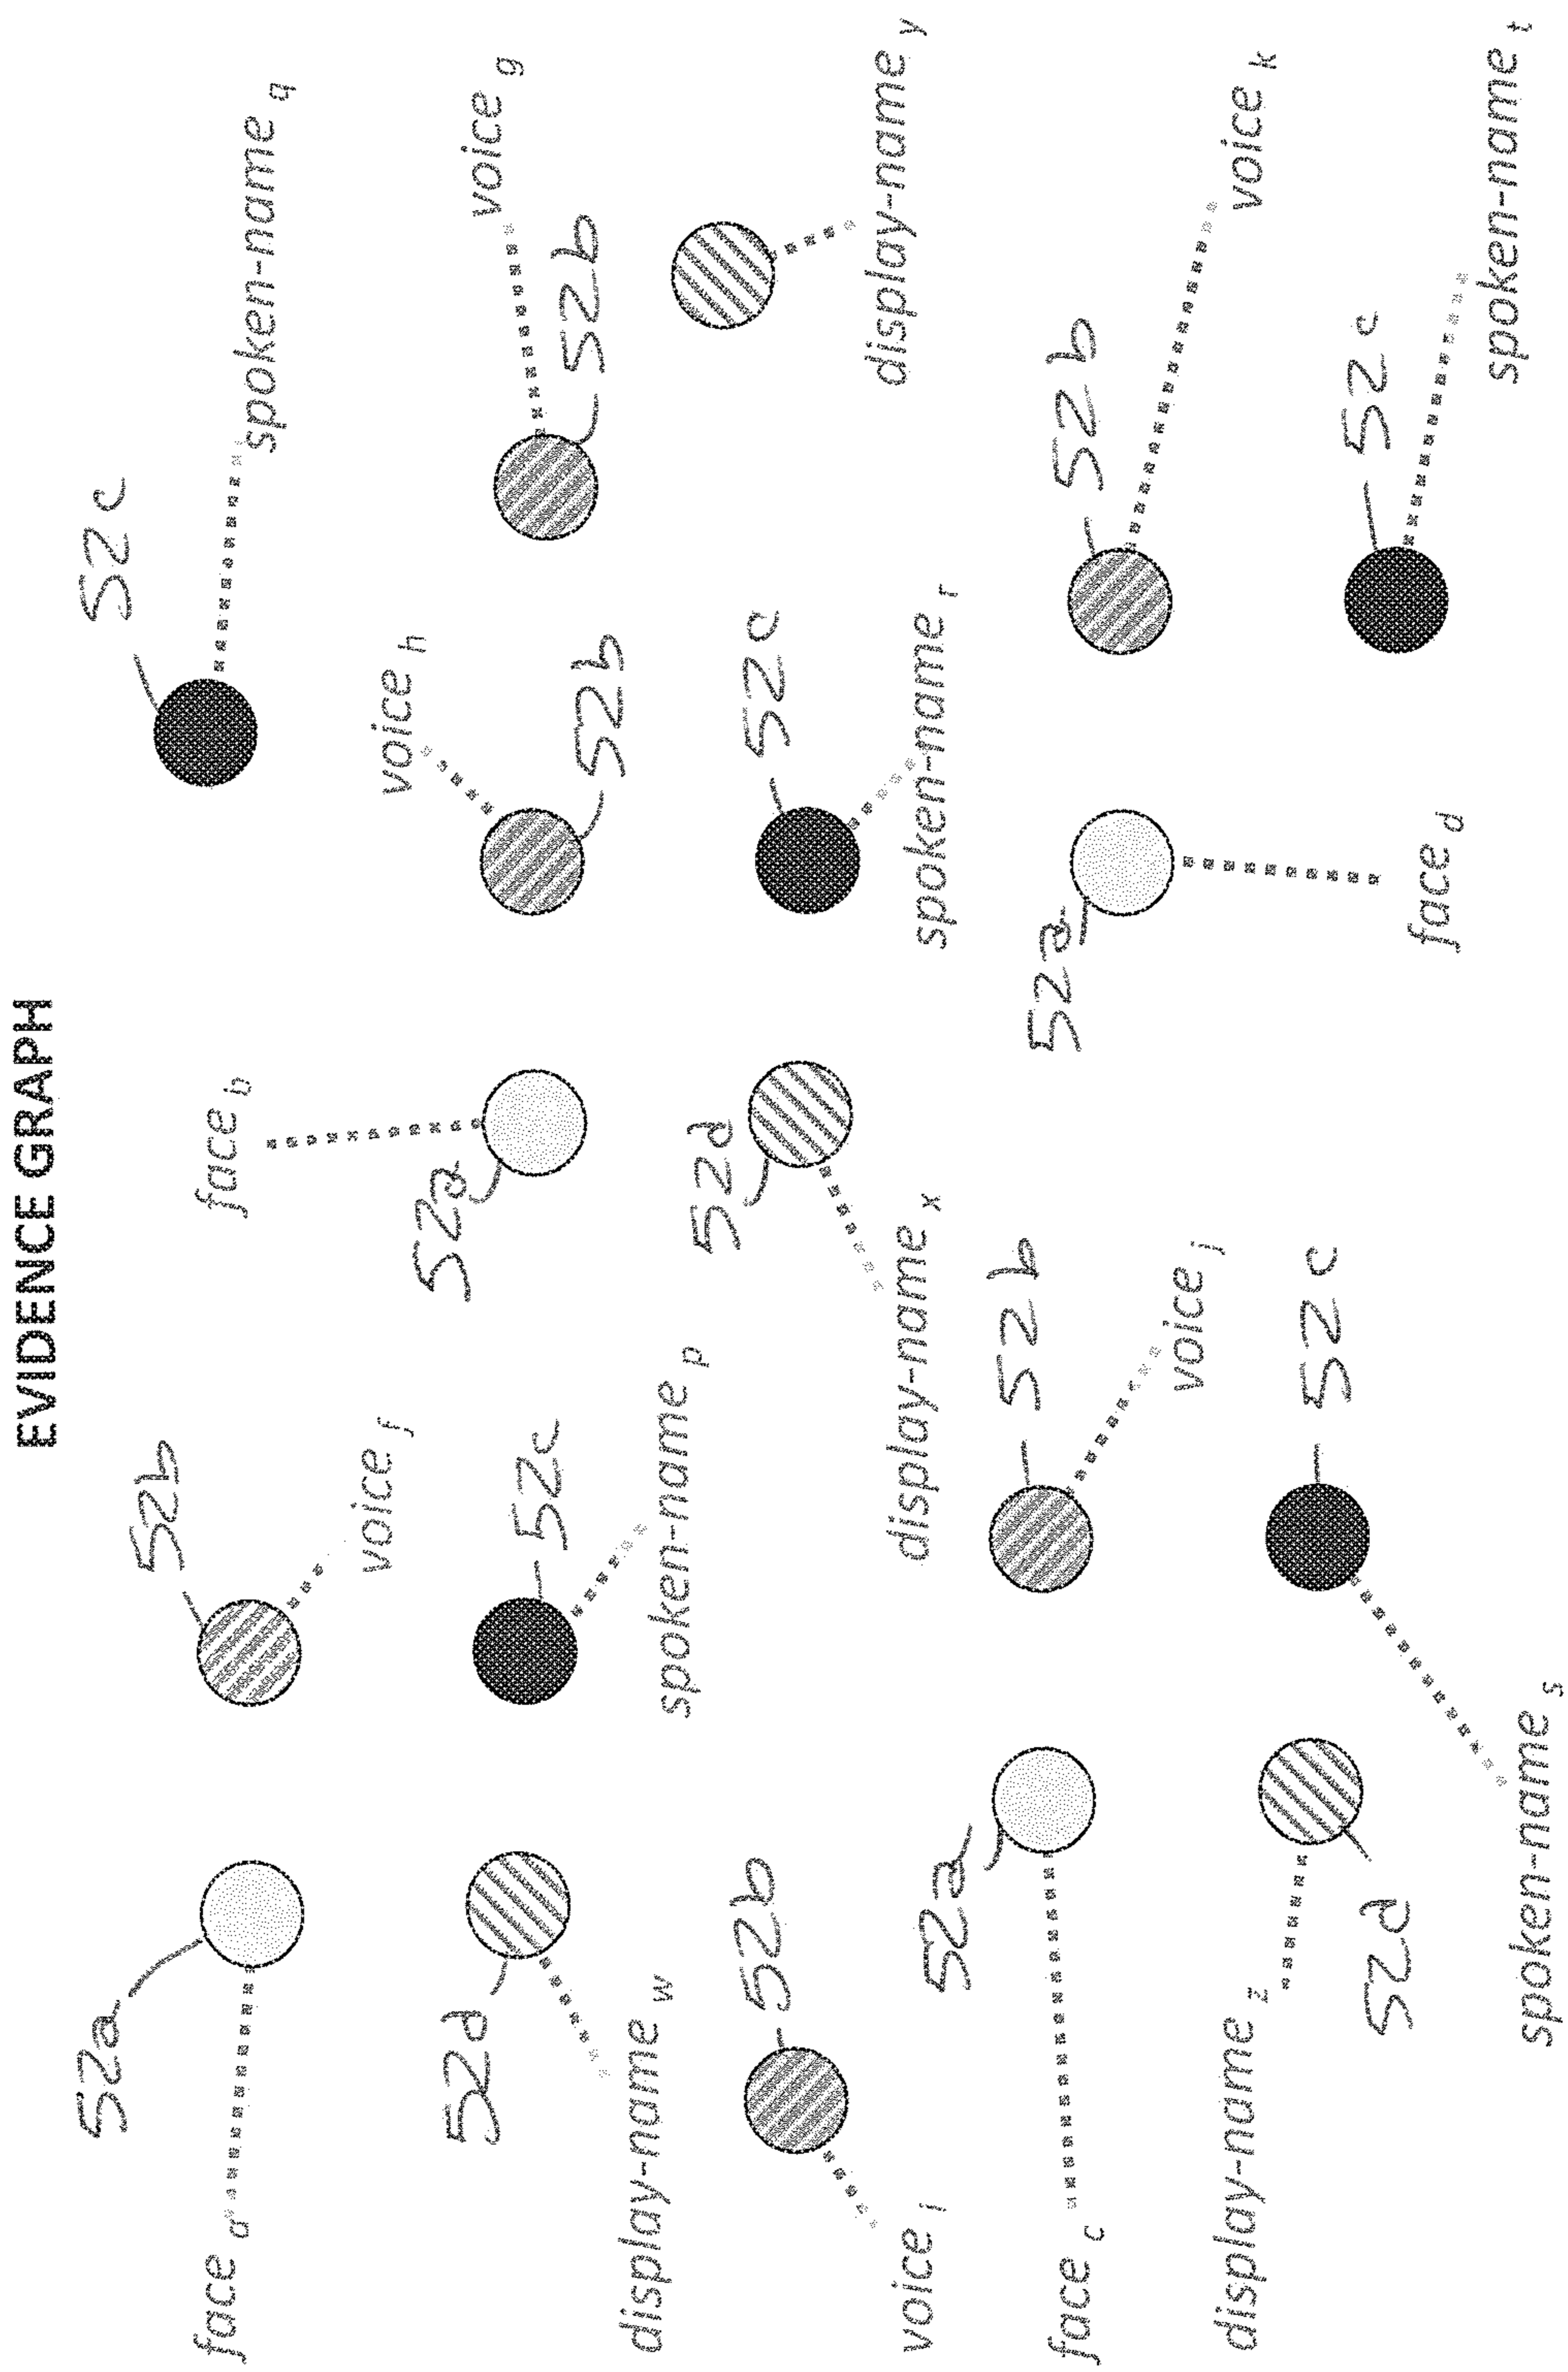 EVIDENCE GRAPH
52a
52b
52c
face a
face b
spoken-name q
voice f
voice h
voice g
52d
52a
52c
52b
52b
display-name w
spoken-name p
52b
52d
52c
display-name y
voice i
display-name x
spoken-name r
52a
52b
52a
52b
face c
voice j
voice k
display-name z
52c
52c
52d
face d
spoken-name s
spoken-name t